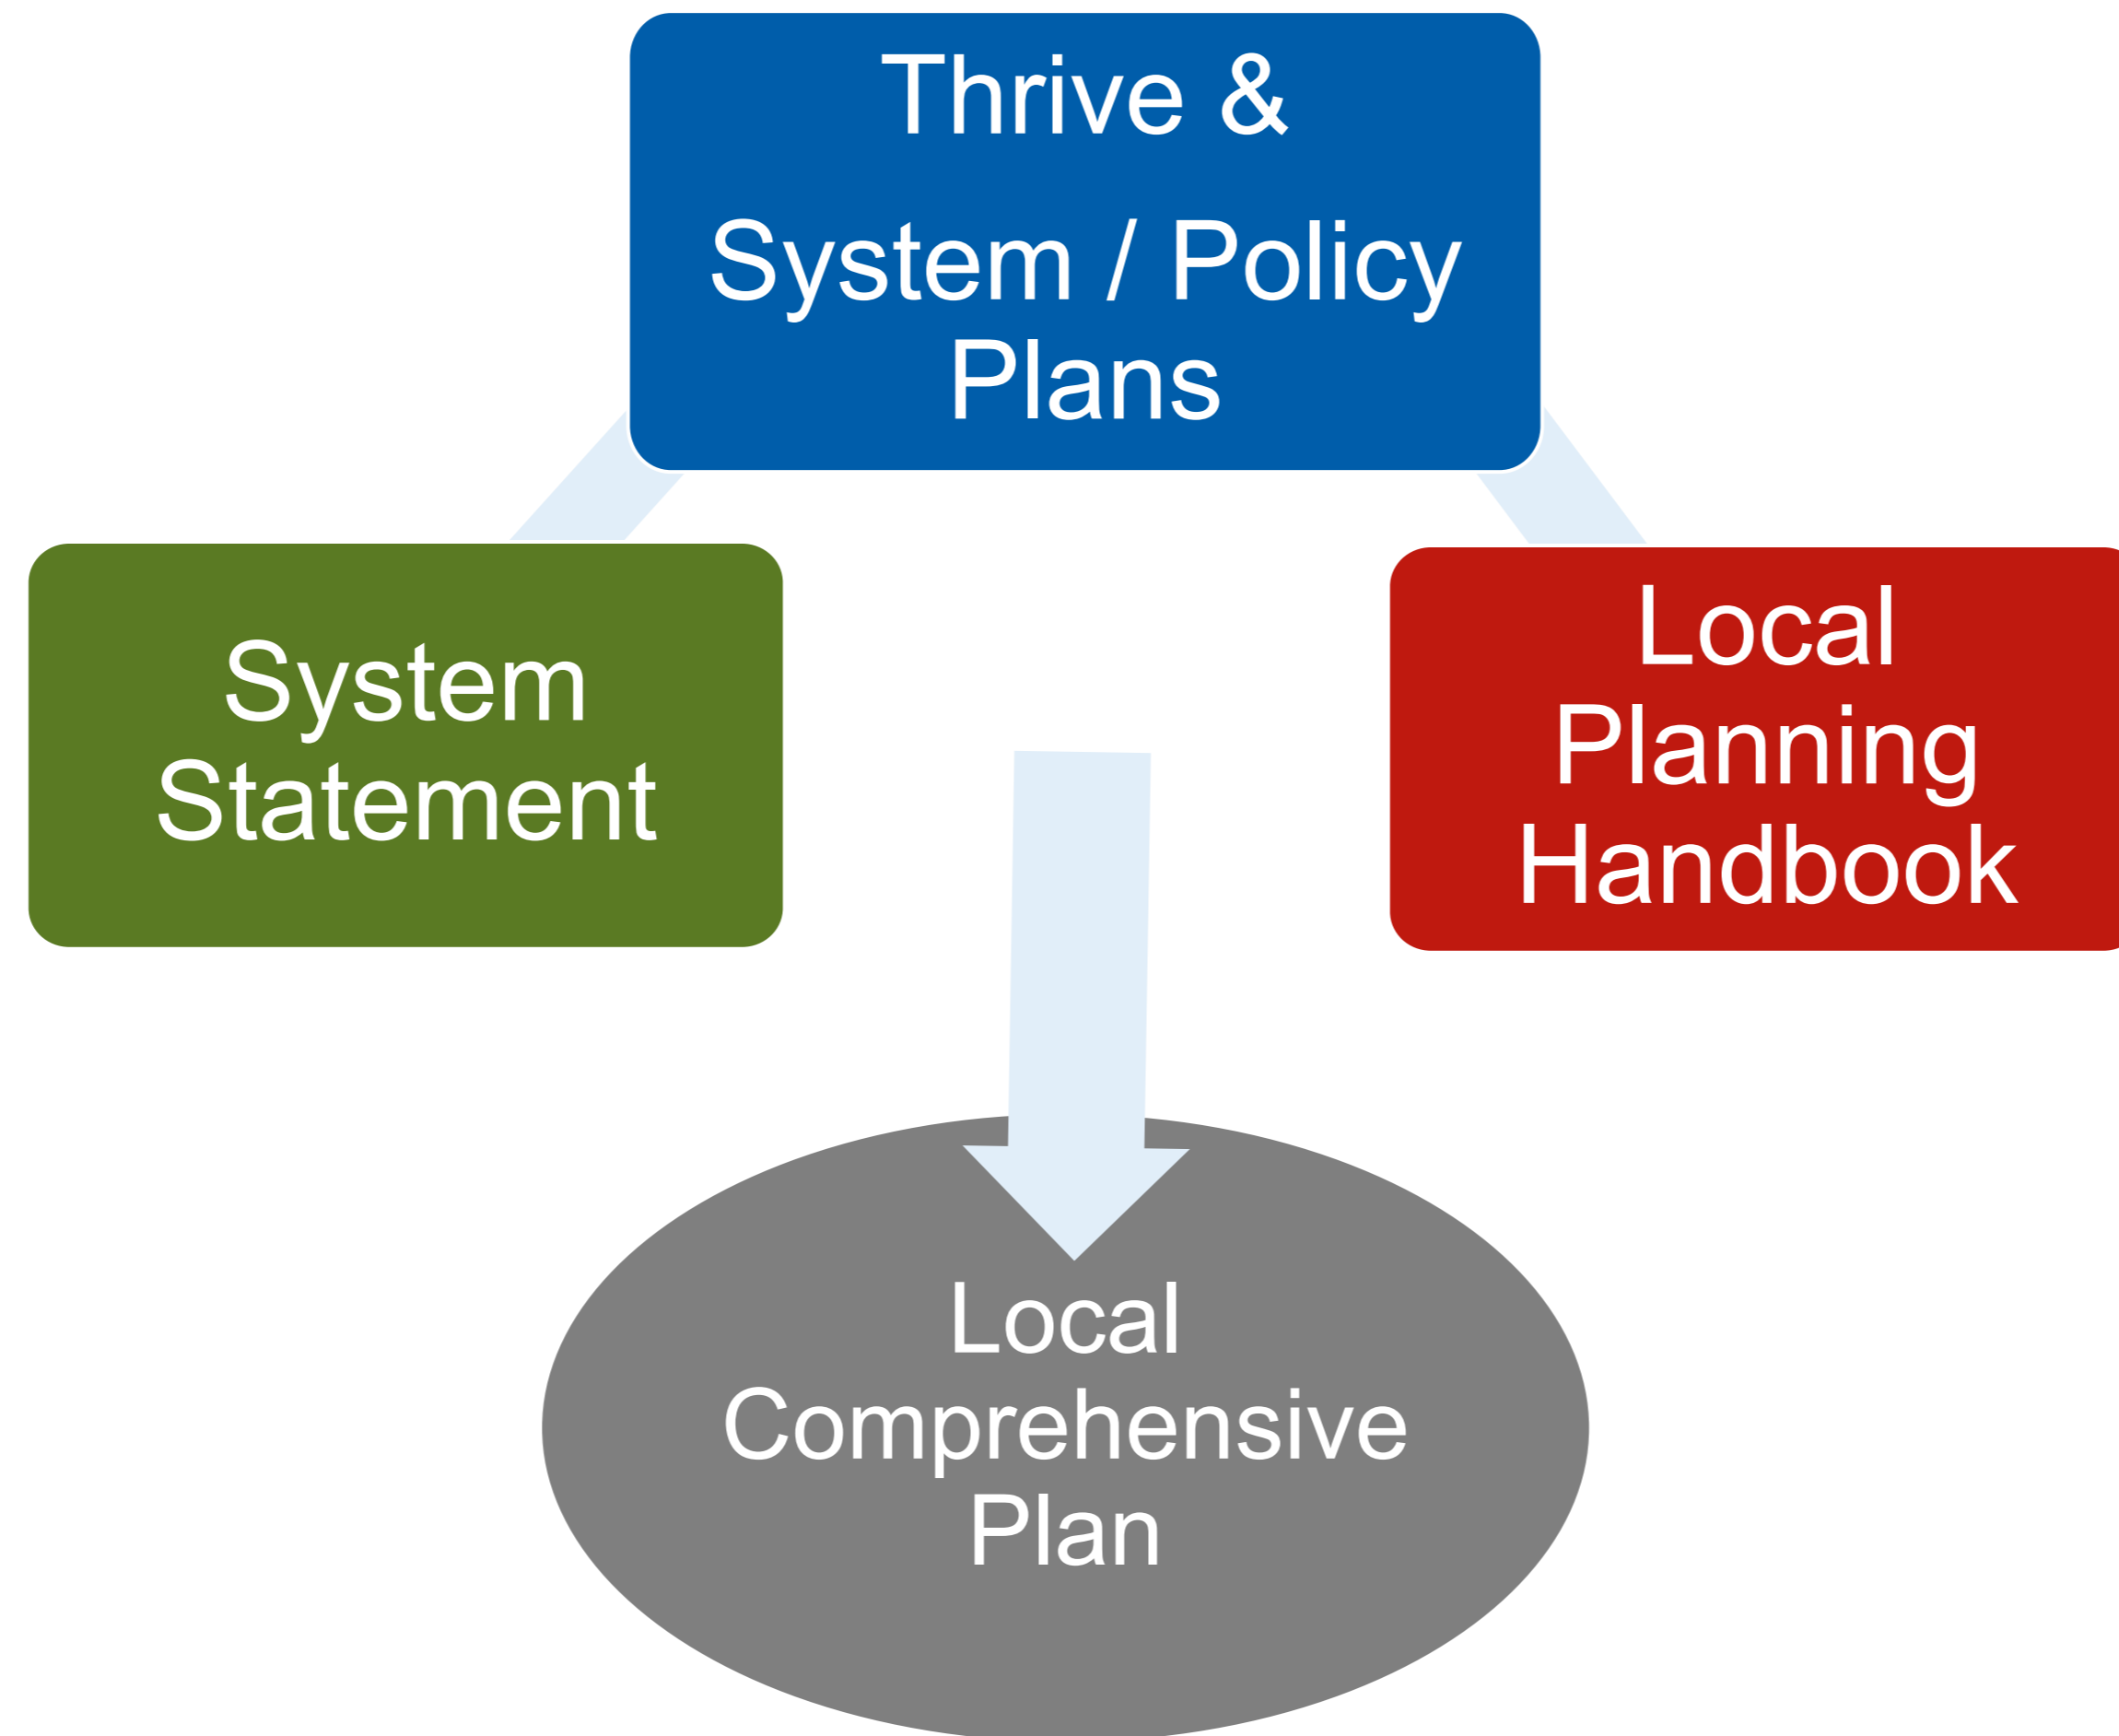 Thrive &
System / Policy
Plans
System
Statement
Local
Planning
Handbook
Local
Comprehensive
Plan